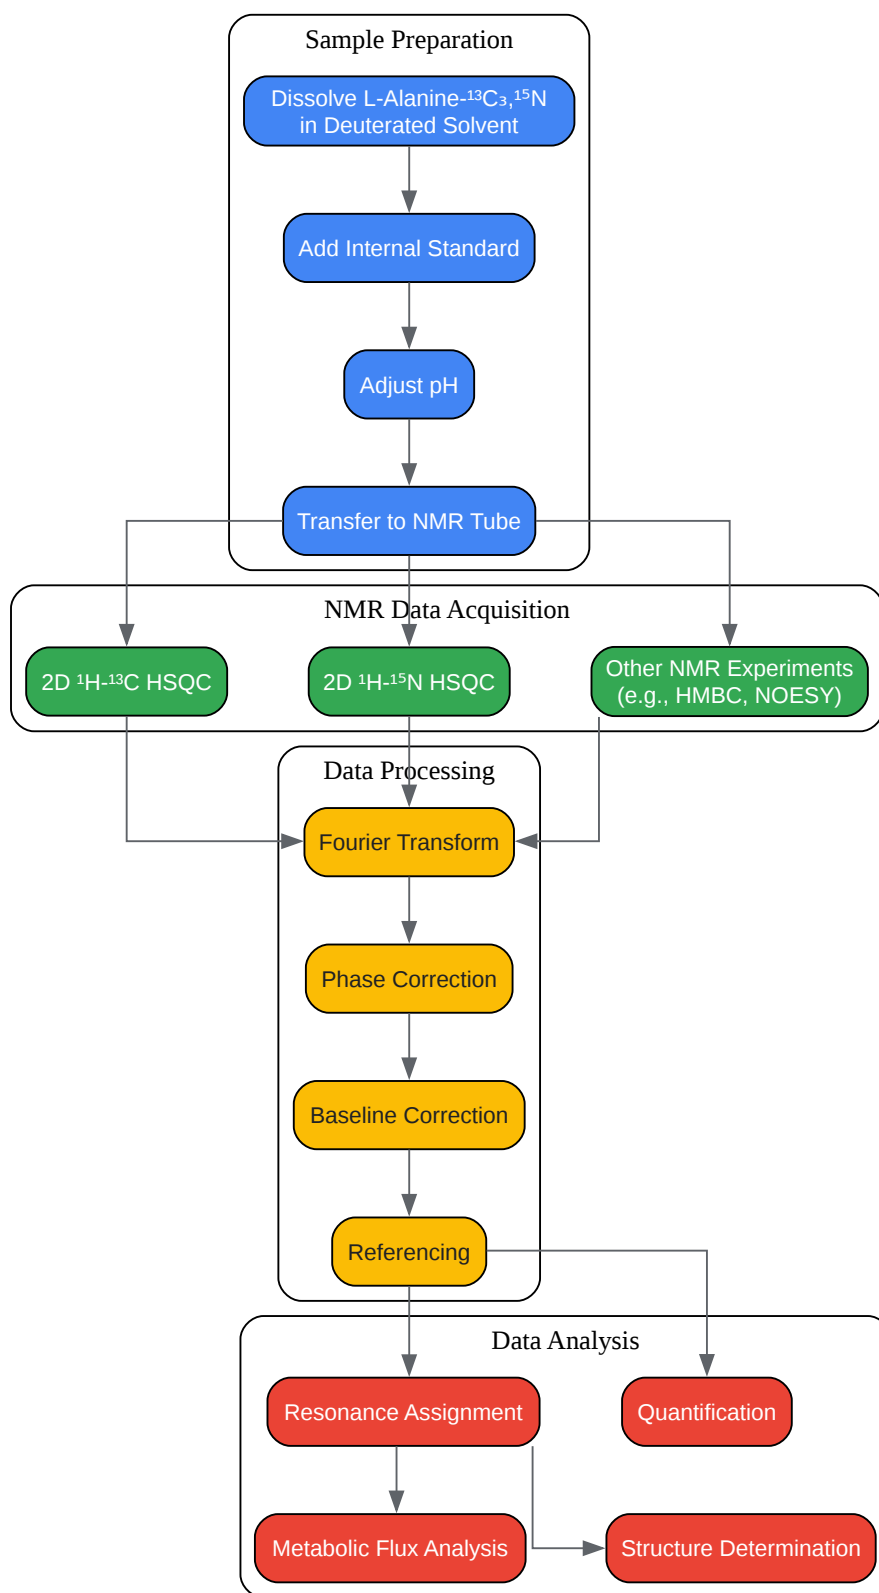 Sample Preparation
Dissolve L-Alanine-¹³C₃,¹⁵N
in Deuterated Solvent
Add Internal Standard
Adjust pH
Transfer to NMR Tube
NMR Data Acquisition
2D ¹H-¹³C HSQC
2D ¹H-¹⁵N HSQC
Other NMR Experiments
(e.g., HMBC, NOESY)
Data Processing
Fourier Transform
Phase Correction
Baseline Correction
Referencing
Data Analysis
Resonance Assignment
Quantification
Metabolic Flux Analysis
Structure Determination